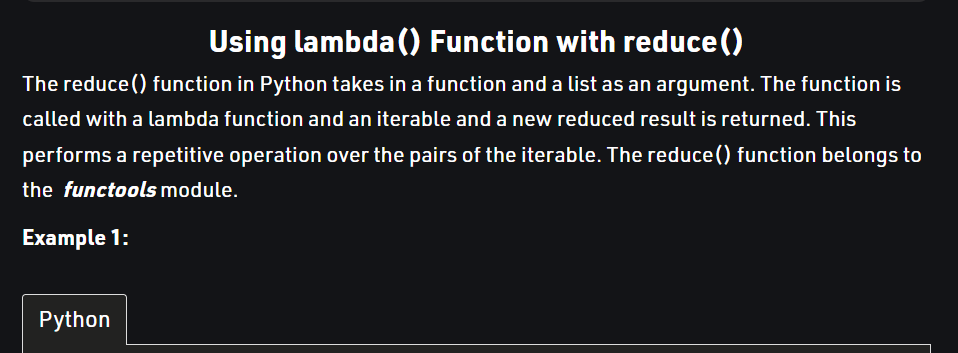 Using lambda() Function with reduce()
The reduce() function in Python takes in a function and a list as an argument. The function is
called with a lambda function and an iterable and a new reduced result is returned. This
performs a repetitive operation over the pairs of the iterable. The reduce() function belongs to
the functools module.
Example 1:
Python